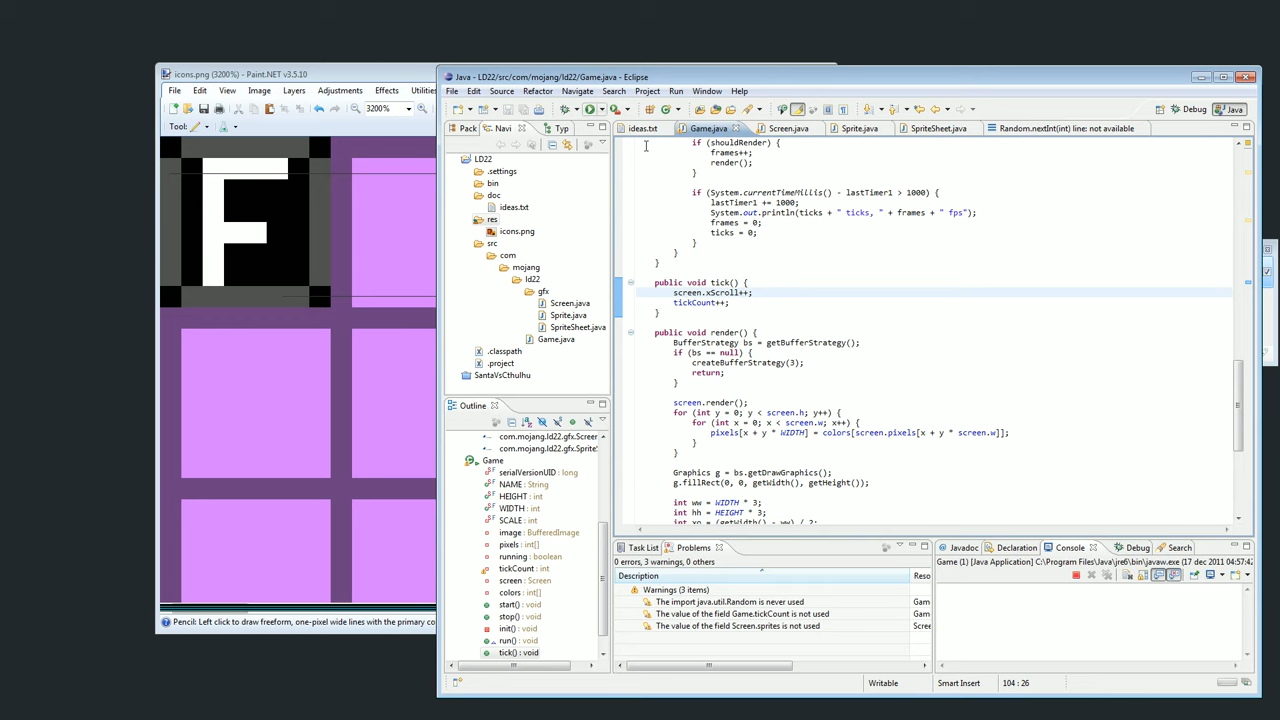 icons.png (3200%) - Paint.NET v3.5.10
File Edit View Image Layers Adjustments Effects Utilities
3200%
Tool:
F
Pencil: Left click to draw freeform, one-pixel wide lines with the primary co
Java - LD22/src/com/mojang/ld22/Game.java - Eclipse
File Edit Source Refactor Navigate Search Project Run Window Help
Debug Java
Pack Navi Typ
LD22
.settings
bin
doc
ideas.txt
res
icons.png
src
com
mojang
ld22
gfx
Screen.java
Sprite.java
SpriteSheet.java
Game.java
.classpath
.project
SantaVsCthulhu
Outline
com.mojang.ld22.gfx.Screer
com.mojang.ld22.gfx.SpriteS
Game
serialVersionUID : long
NAME : String
HEIGHT : int
WIDTH : int
SCALE : int
image : BufferedImage
pixels : int[]
running : boolean
tickCount : int
screen : Screen
colors : int[]
start() : void
stop() : void
init() : void
run() : void
tick() : void
ideas.txt Game.java Screen.java Sprite.java SpriteSheet.java Random.nextInt(int) line: not available
if (shouldRender) {
frames++;
render();
}
if (System.currentTimeMillis() - lastTimer1 > 1000) {
lastTimer1 += 1000;
System.out.println(ticks + " ticks, " + frames + " fps");
frames = 0;
ticks = 0;
}
}
}
public void tick() {
screen.xScroll++;
tickCount++;
}
public void render() {
BufferStrategy bs = getBufferStrategy();
if (bs == null) {
createBufferStrategy(3);
return;
}
screen.render();
for (int y = 0; y < screen.h; y++) {
for (int x = 0; x < screen.w; x++) {
pixels[x + y * WIDTH] = colors[screen.pixels[x + y * screen.w]];
}
}
Graphics g = bs.getDrawGraphics();
g.fillRect(0, 0, getWidth(), getHeight());
int ww = WIDTH * 3;
int hh = HEIGHT * 3;
int xo = (getWidth() - ww) / 2;
Task List Problems
0 errors, 3 warnings, 0 others
Description Reso
Warnings (3 items)
The import java.util.Random is never used Gam
The value of the field Game.tickCount is not used Gam
The value of the field Screen.sprites is not used Scre
Javadoc Declaration Console Debug Search
Game (1) [Java Application] C:\Program Files\Java\jre6\bin\javaw.exe (17 dec 2011 04:57:42
Writable Smart Insert 104 : 26